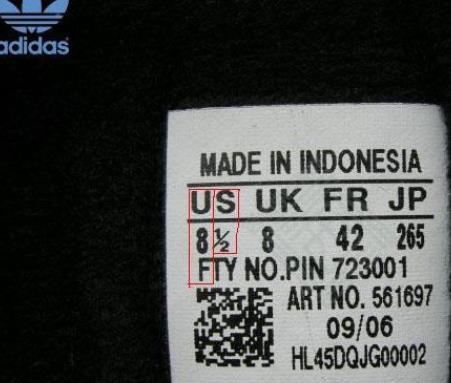 adidas
MADE IN INDONESIA
US UK FR JP
8½ 8 42 265
FTY NO.PIN 723001
ART NO. 561697
09/06
HL45DQJG00002